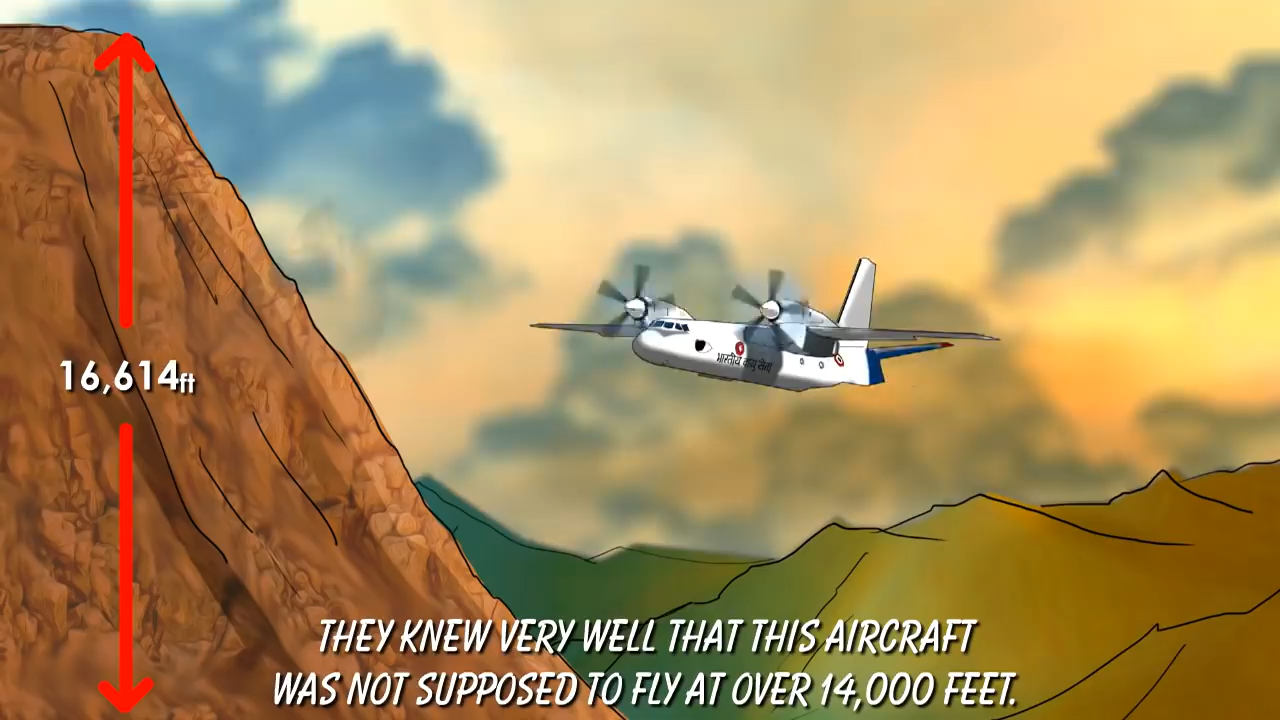 16,614ft
भारतीय वायु सेना
THEY KNEW VERY WELL THAT THIS AIRCRAFT
WAS NOT SUPPOSED TO FLY AT OVER 14,000 FEET.